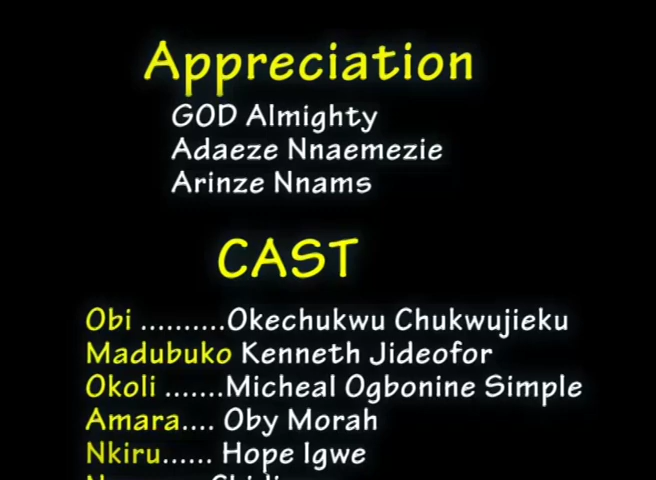 Appreciation
GOD Almighty
Adaeze Nnaemezie
Arinze Nnams
CAST
Obi ..........Okechukwu Chukwujieku
Madubuko Kenneth Jideofor
Okoli .......Micheal Ogbonine Simple
Amara.... Oby Morah
Nkiru...... Hope Igwe